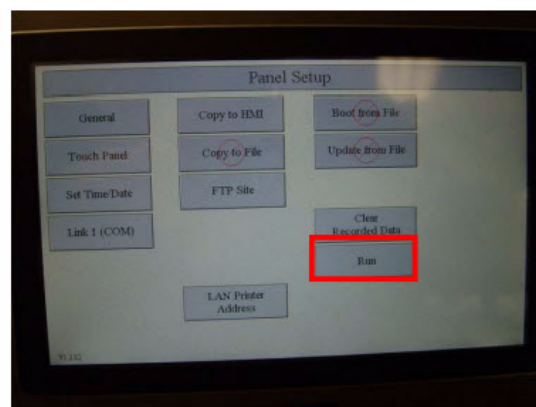 Panel Setup
General
Copy to HMI
Boot from File
Touch Panel
Copy to File
Update from File
Set Time/Date
FTP Site
Link 1 (COM)
Clear
Recorded Data
Run
LAN Printer
Address